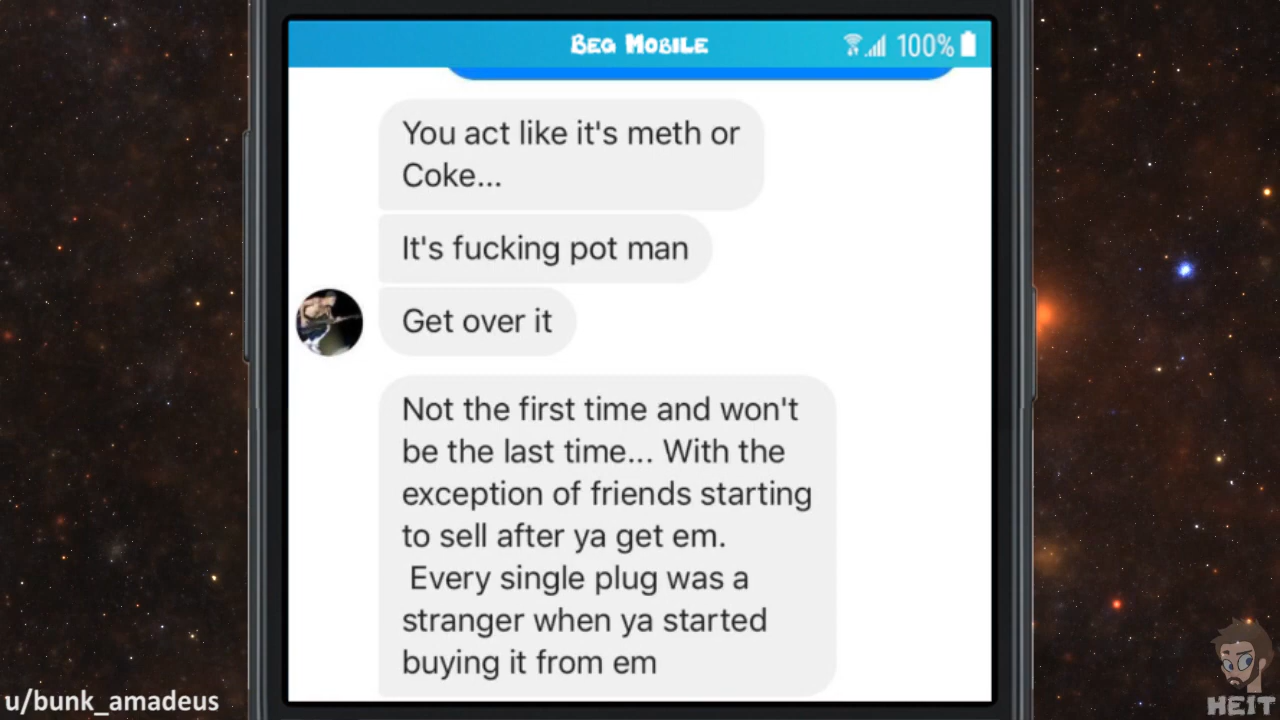 BEG MOBILE
100%
You act like it's meth or
Coke...
It's fucking pot man
Get over it
Not the first time and won't
be the last time... With the
exception of friends starting
to sell after ya get em.
Every single plug was a
stranger when ya started
buying it from em
u/bunk_amadeus
HEIT